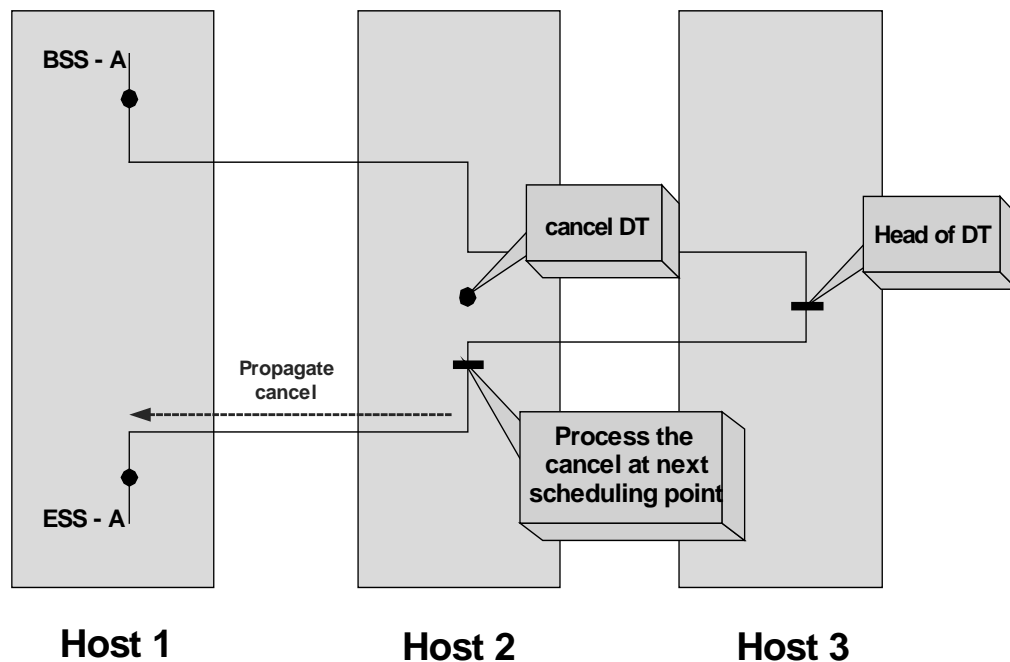 BSS - A
cancel DT
Head of DT
Propagate
cancel
Process the
cancel at next
scheduling point
ESS - A
Host 1
Host 2
Host 3